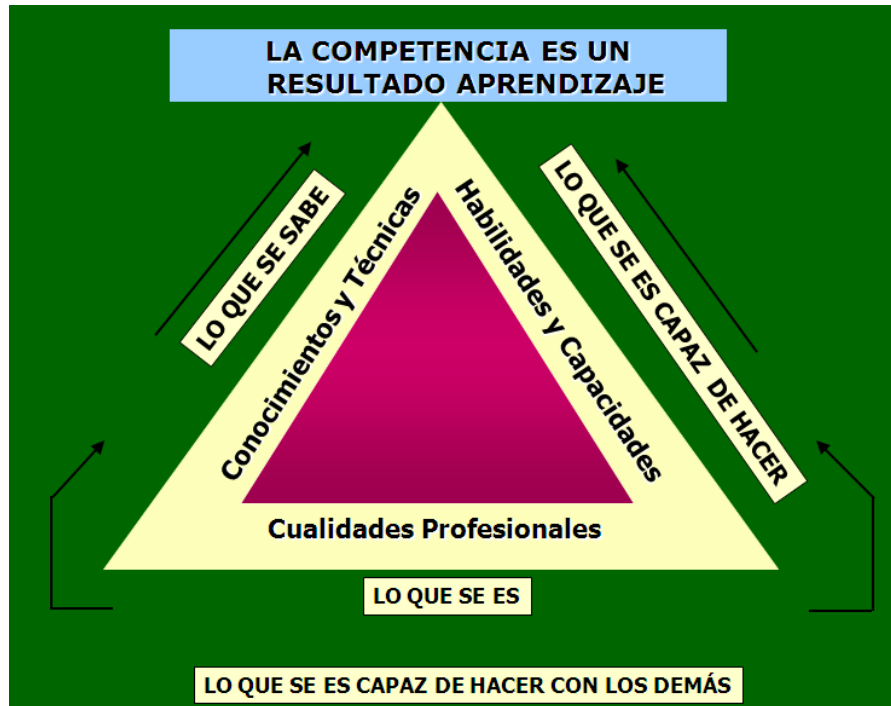 LA COMPETENCIA ES UN
RESULTADO APRENDIZAJE
LO QUE SE SABE
Conocimientos y Técnicas
Habilidades y Capacidades
LO QUE SE ES CAPAZ DE HACER
Cualidades Profesionales
LO QUE SE ES
LO QUE SE ES CAPAZ DE HACER CON LOS DEMÁS